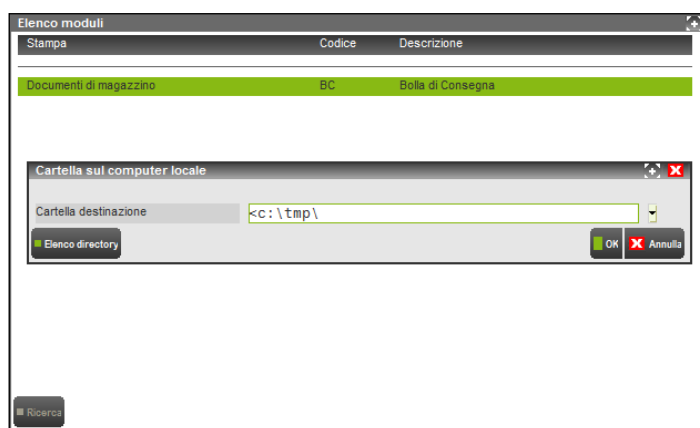 Elenco moduli
Stampa Codice Descrizione
Documenti di magazzino BC Bolla di Consegna
Cartella sul computer locale
Cartella destinazione <c:\tmp\
Elenco directory OK Annulla
Ricerca